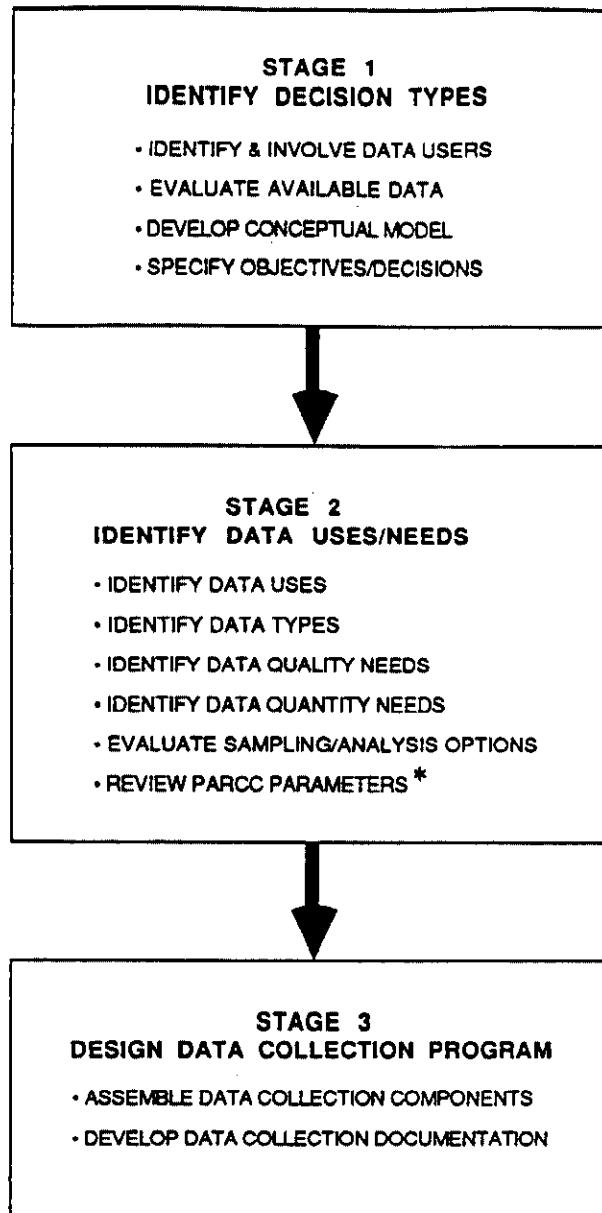 STAGE 1
IDENTIFY DECISION TYPES
• IDENTIFY & INVOLVE DATA USERS
• EVALUATE AVAILABLE DATA
• DEVELOP CONCEPTUAL MODEL
• SPECIFY OBJECTIVES/DECISIONS
STAGE 2
IDENTIFY DATA USES/NEEDS
• IDENTIFY DATA USES
• IDENTIFY DATA TYPES
• IDENTIFY DATA QUALITY NEEDS
• IDENTIFY DATA QUANTITY NEEDS
• EVALUATE SAMPLING/ANALYSIS OPTIONS
• REVIEW PARCC PARAMETERS *
STAGE 3
DESIGN DATA COLLECTION PROGRAM
• ASSEMBLE DATA COLLECTION COMPONENTS
• DEVELOP DATA COLLECTION DOCUMENTATION